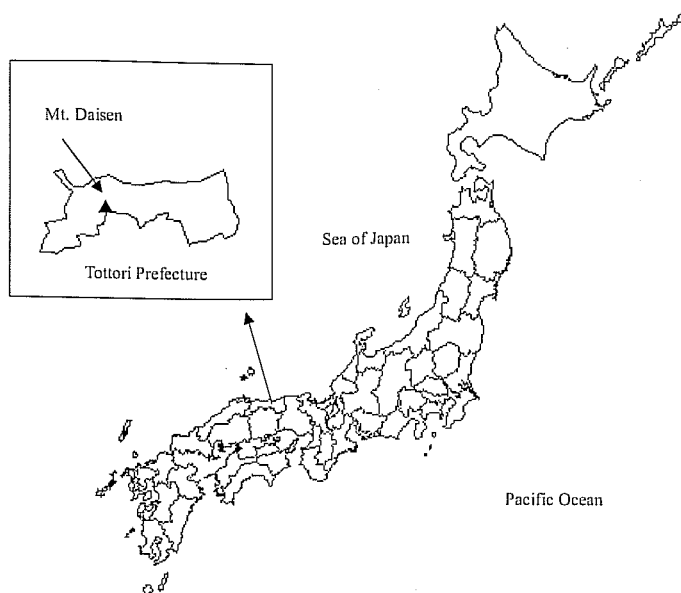 Mt. Daisen
Tottori Prefecture
Sea of Japan
Pacific Ocean